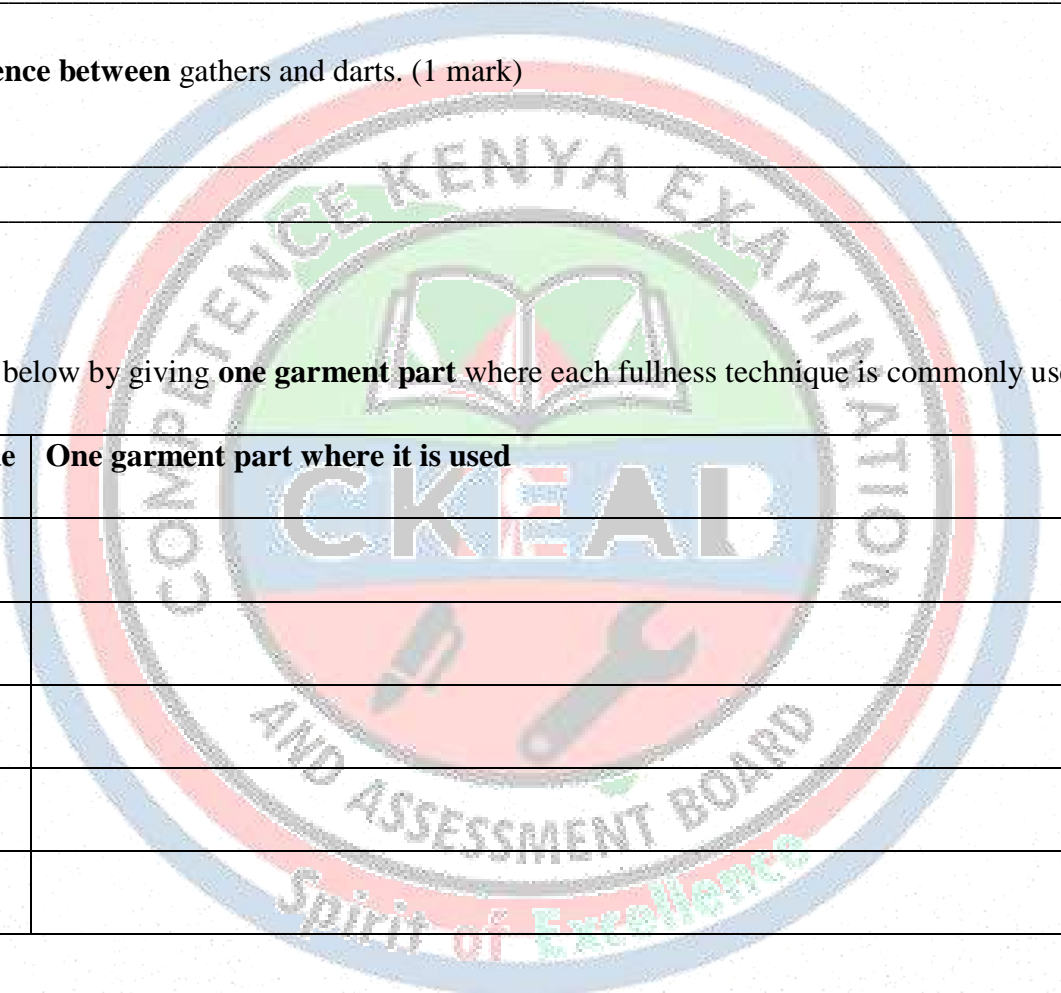 ence between gathers and darts. (1 mark)
COMPETENCE KENYA EXAMINATION
below by giving one garment part where each fullness technique is commonly us
e One garment part where it is used
CKEAB
AND ASSESSMENT BOARD
Spirit of Excellence